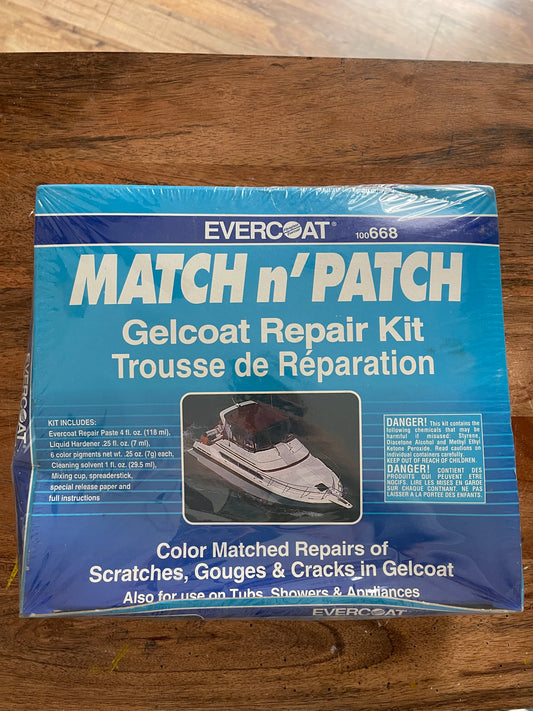 EVERCOAT® 100668
MATCH n' PATCH
Gelcoat Repair Kit
Trousse de Réparation
KIT INCLUDES:
Evercoat Repair Paste 4 fl. oz. (118 ml),
Liquid Hardener .25 fl. oz. (7 ml),
6 color pigments net wt. .25 oz. (7g) each,
Cleaning solvent 1 fl. oz. (29.5 ml),
Mixing cup, spreaderstick,
special release paper and
full instructions
DANGER! This kit contains the
following chemicals that may be
harmful if misused: Styrene,
Diacetone Alcohol and Methyl Ethyl
Ketone Peroxide. Read cautions on
individual containers carefully.
KEEP OUT OF REACH OF CHILDREN.
DANGER! CONTIENT DES
PRODUITS QUI PEUVENT ETRE
NOCIFS. LIRE LES MISES EN GARDE
SUR CHAQUE CONTNANT. NE PAS
LAISSER A LA PORTEE DES ENFANTS.
Color Matched Repairs of
Scratches, Gouges & Cracks in Gelcoat
Also for use on Tubs, Showers & Appliances
EVERCOAT
EVERCOAT